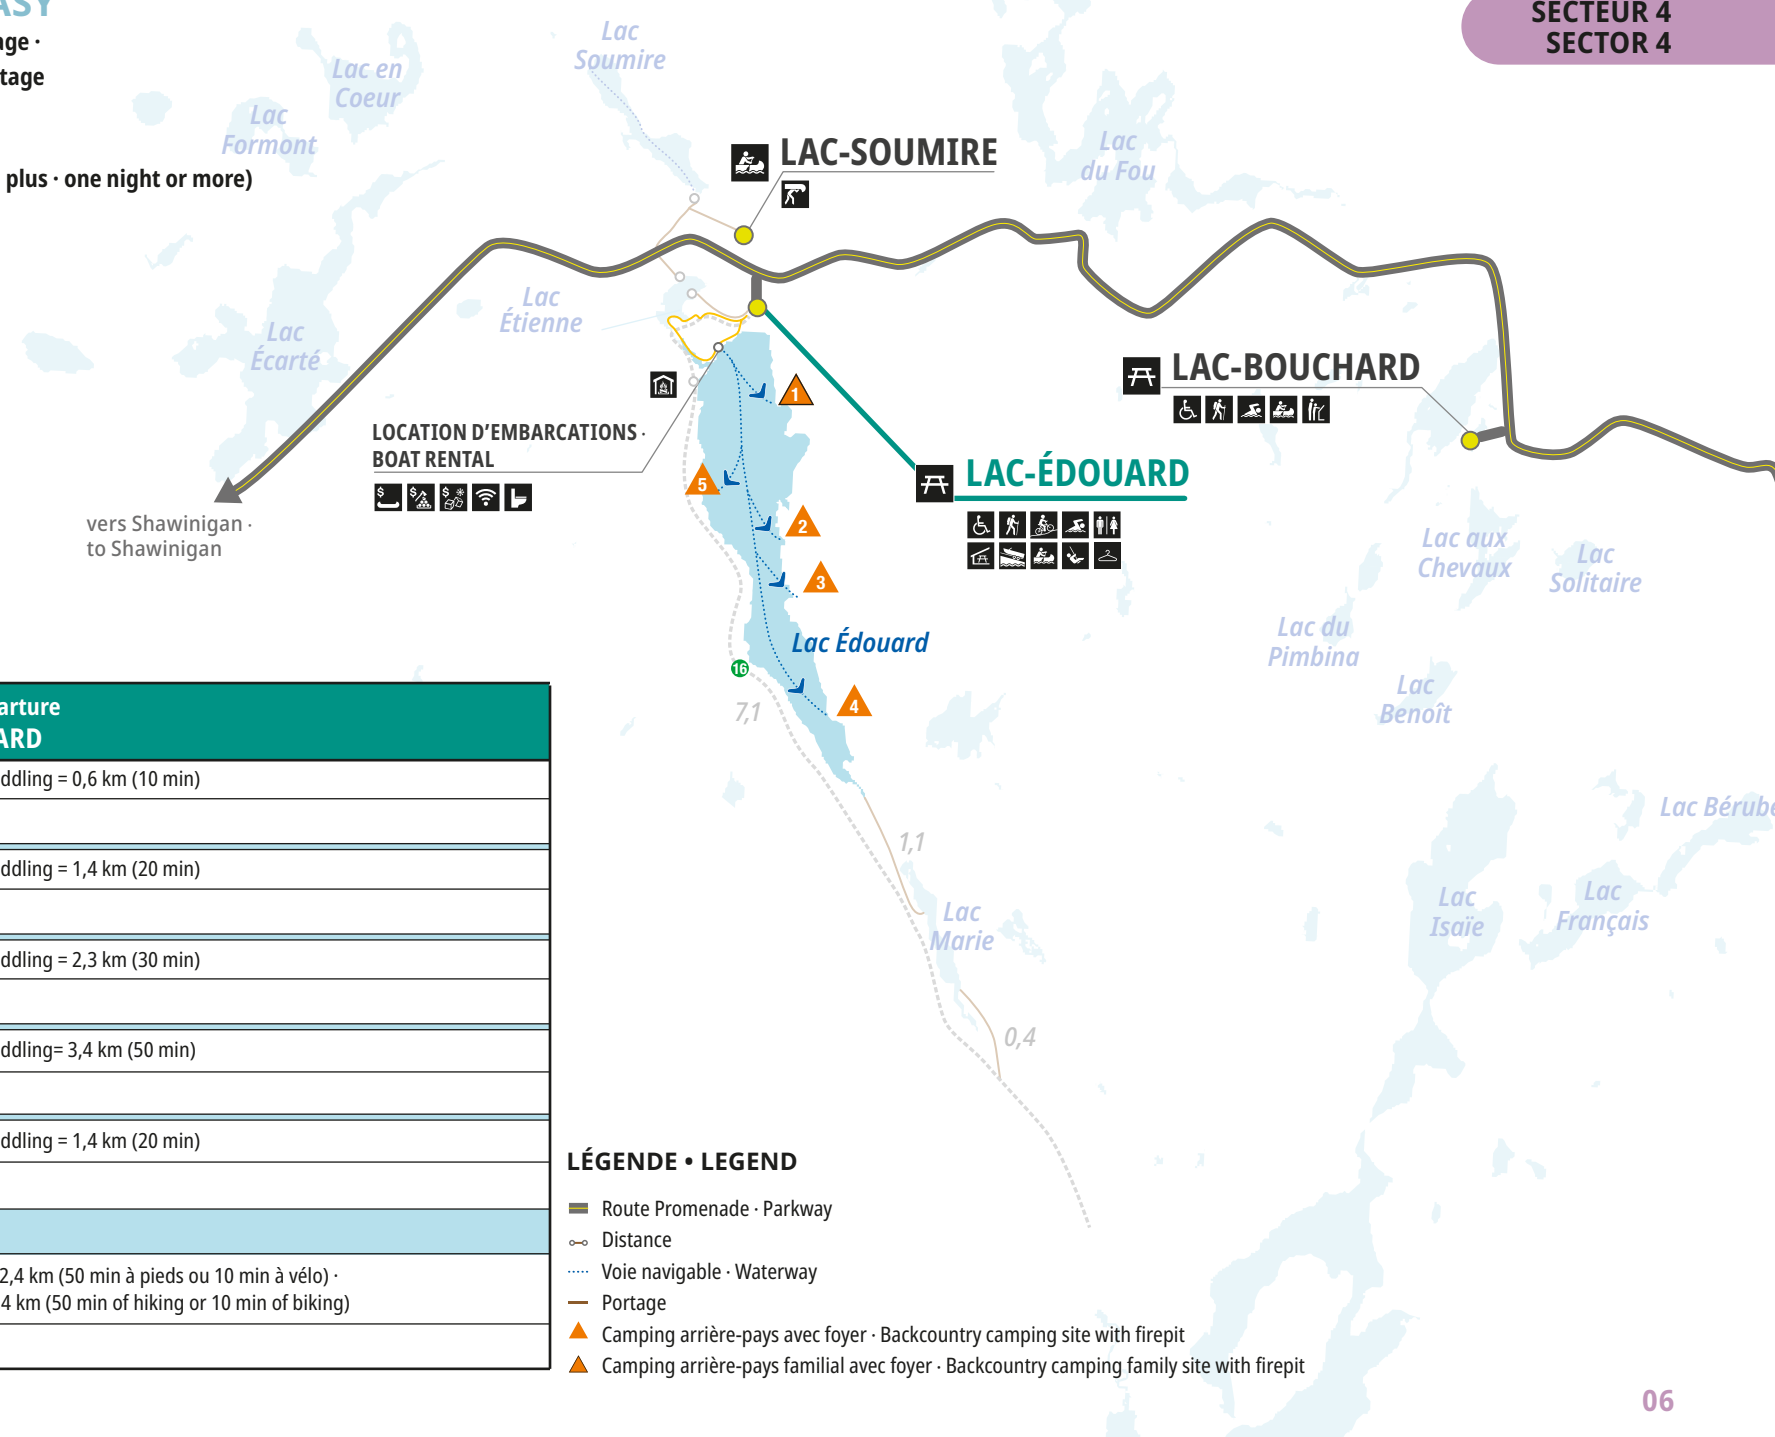 ASY
age ·
tage
plus · one night or more)
SECTEUR 4
SECTOR 4
Lac
Soumire
Lac en
Coeur
Lac
Formont
LAC-SOUMIRE
Lac
du Fou
Lac
Étienne
Lac
Écarté
LAC-BOUCHARD
1
LOCATION D’EMBARCATIONS ·
BOAT RENTAL
$
$
$
5
LAC-ÉDOUARD
2
vers Shawinigan ·
to Shawinigan
Lac aux
Chevaux
Lac
Solitaire
3
Lac Édouard
Lac du
Pimbina
16
Lac
Benoît
4
7,1
arture
ARD
ddling = 0,6 km (10 min)
ddling = 1,4 km (20 min)
ddling = 2,3 km (30 min)
ddling= 3,4 km (50 min)
ddling = 1,4 km (20 min)
2,4 km (50 min à pieds ou 10 min à vélo) ·
4 km (50 min of hiking or 10 min of biking)
Lac Bérubé
1,1
Lac
Marie
Lac
Isaïe
Lac
Français
0,4
LÉGENDE • LEGEND
Route Promenade · Parkway
Distance
Voie navigable · Waterway
Portage
Camping arrière-pays avec foyer · Backcountry camping site with firepit
Camping arrière-pays familial avec foyer · Backcountry camping family site with firepit
06